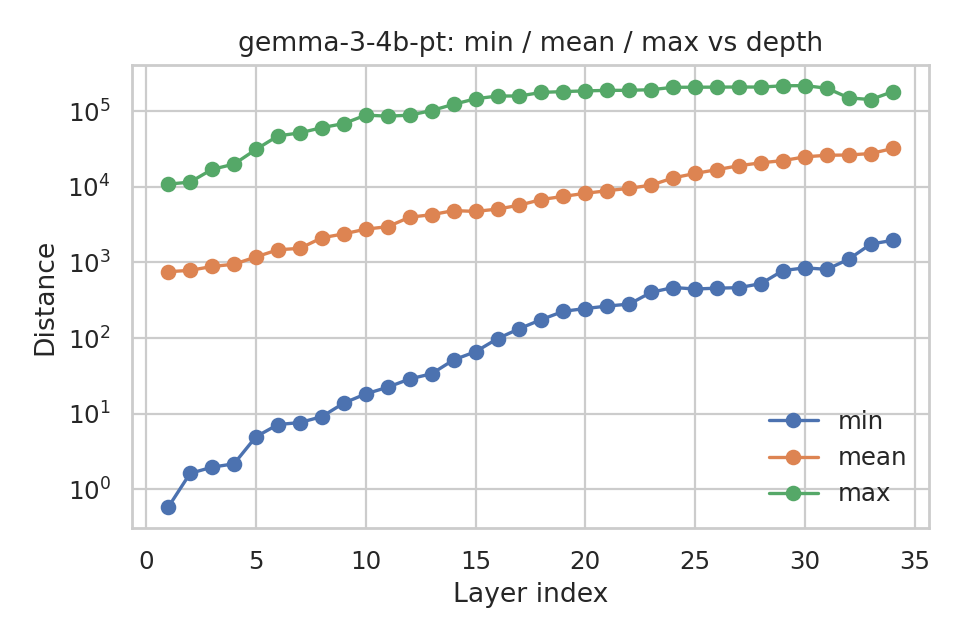 gemma-3-4b-pt: min / mean / max vs depth
Distance
10^5
10^4
10^3
10^2
10^1
10^0
min
mean
max
0 5 10 15 20 25 30 35
Layer index